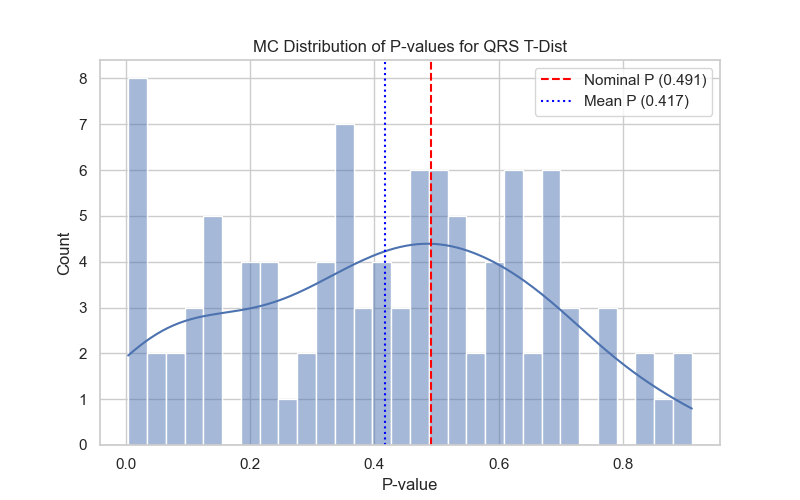 MC Distribution of P-values for QRS T-Dist
Nominal P (0.491)
Mean P (0.417)
Count
8
7
6
5
4
3
2
1
0
0.0 0.2 0.4 0.6 0.8
P-value